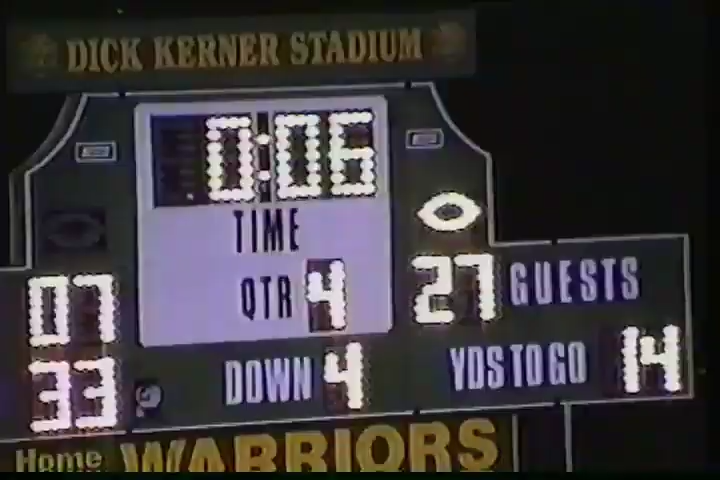 DICK KERNER STADIUM
0:06
TIME
QTR 4
07
27 GUESTS
33
DOWN 4
YDS TO GO 14
Home WARRIORS